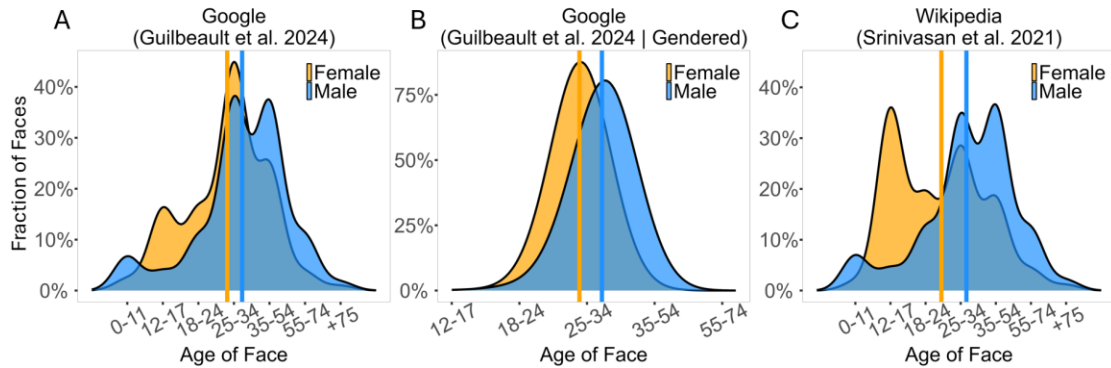 A
Google
(Guilbeault et al. 2024)
Female
Male
40%
30%
20%
10%
0%
Fraction of Faces
0-11
12-17
18-24
25-34
35-54
55-74
+75
Age of Face
B
Google
(Guilbeault et al. 2024 | Gendered)
Female
Male
75%
50%
25%
0%
12-17
18-24
25-34
35-54
55-74
Age of Face
C
Wikipedia
(Srinivasan et al. 2021)
Female
Male
40%
30%
20%
10%
0%
0-11
12-17
18-24
25-34
35-54
55-74
+75
Age of Face